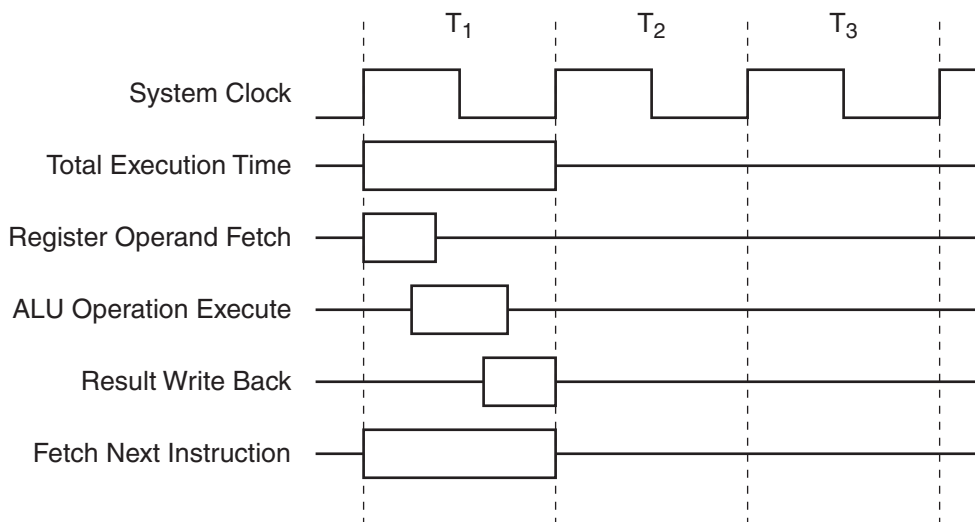 T1 T2 T3
System Clock
Total Execution Time
Register Operand Fetch
ALU Operation Execute
Result Write Back
Fetch Next Instruction